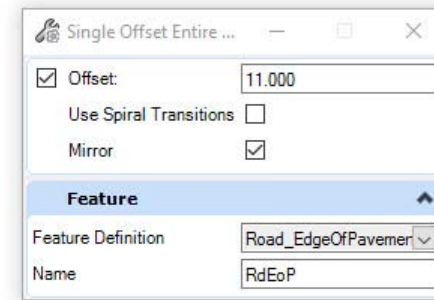 Single Offset Entire ...
Offset: 11.000
Use Spiral Transitions
Mirror
Feature
Feature Definition Road_EdgeOfPavemer
Name RdEoP